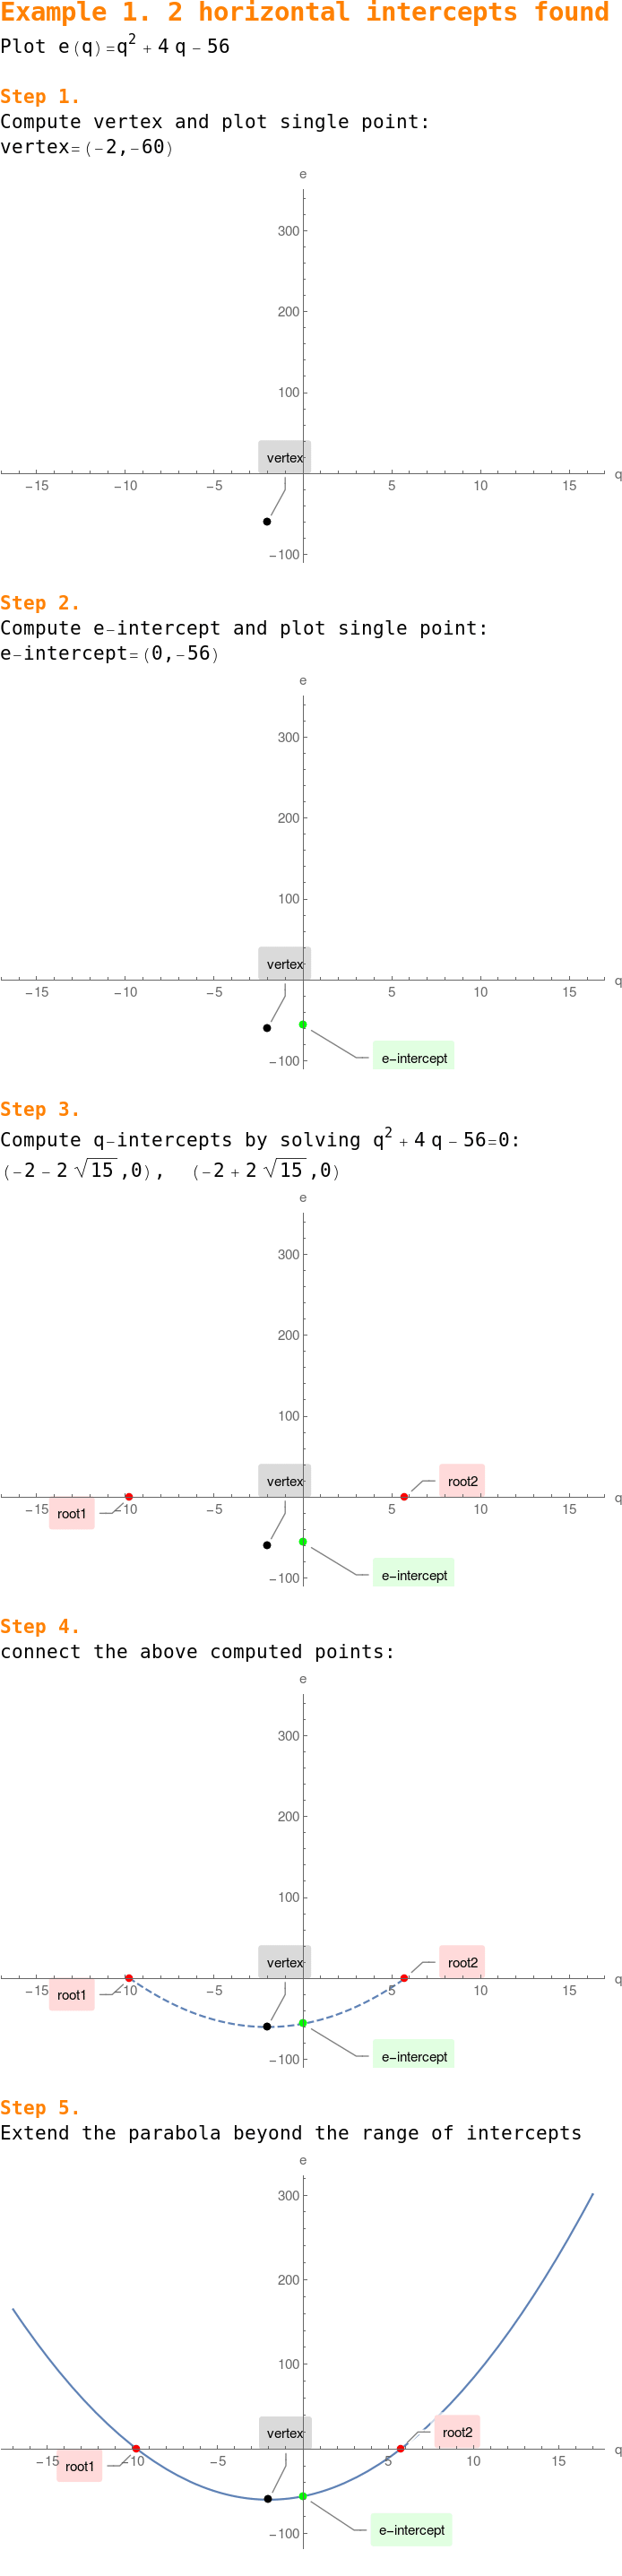 Example 1. 2 horizontal intercepts found
Plot e(q)=q² + 4 q − 56
Step 1.
Compute vertex and plot single point:
vertex=(−2,−60)
e
300
200
100
vertex
q
−15 −10 −5 5 10 15
−100
Step 2.
Compute e−intercept and plot single point:
e−intercept=(0,−56)
e
300
200
100
vertex
q
−15 −10 −5 5 10 15
e−intercept
−100
Step 3.
Compute q−intercepts by solving q² + 4 q − 56=0:
(−2 − 2 √15 ,0), (−2 + 2 √15 ,0)
e
300
200
100
vertex root2
q
−15 −10 −5 5 10 15
root1
e−intercept
−100
Step 4.
connect the above computed points:
e
300
200
100
vertex root2
q
−15 −10 −5 5 10 15
root1
e−intercept
−100
Step 5.
Extend the parabola beyond the range of intercepts
e
300
200
100
vertex root2
q
−15 −10 −5 5 10 15
root1
e−intercept
−100